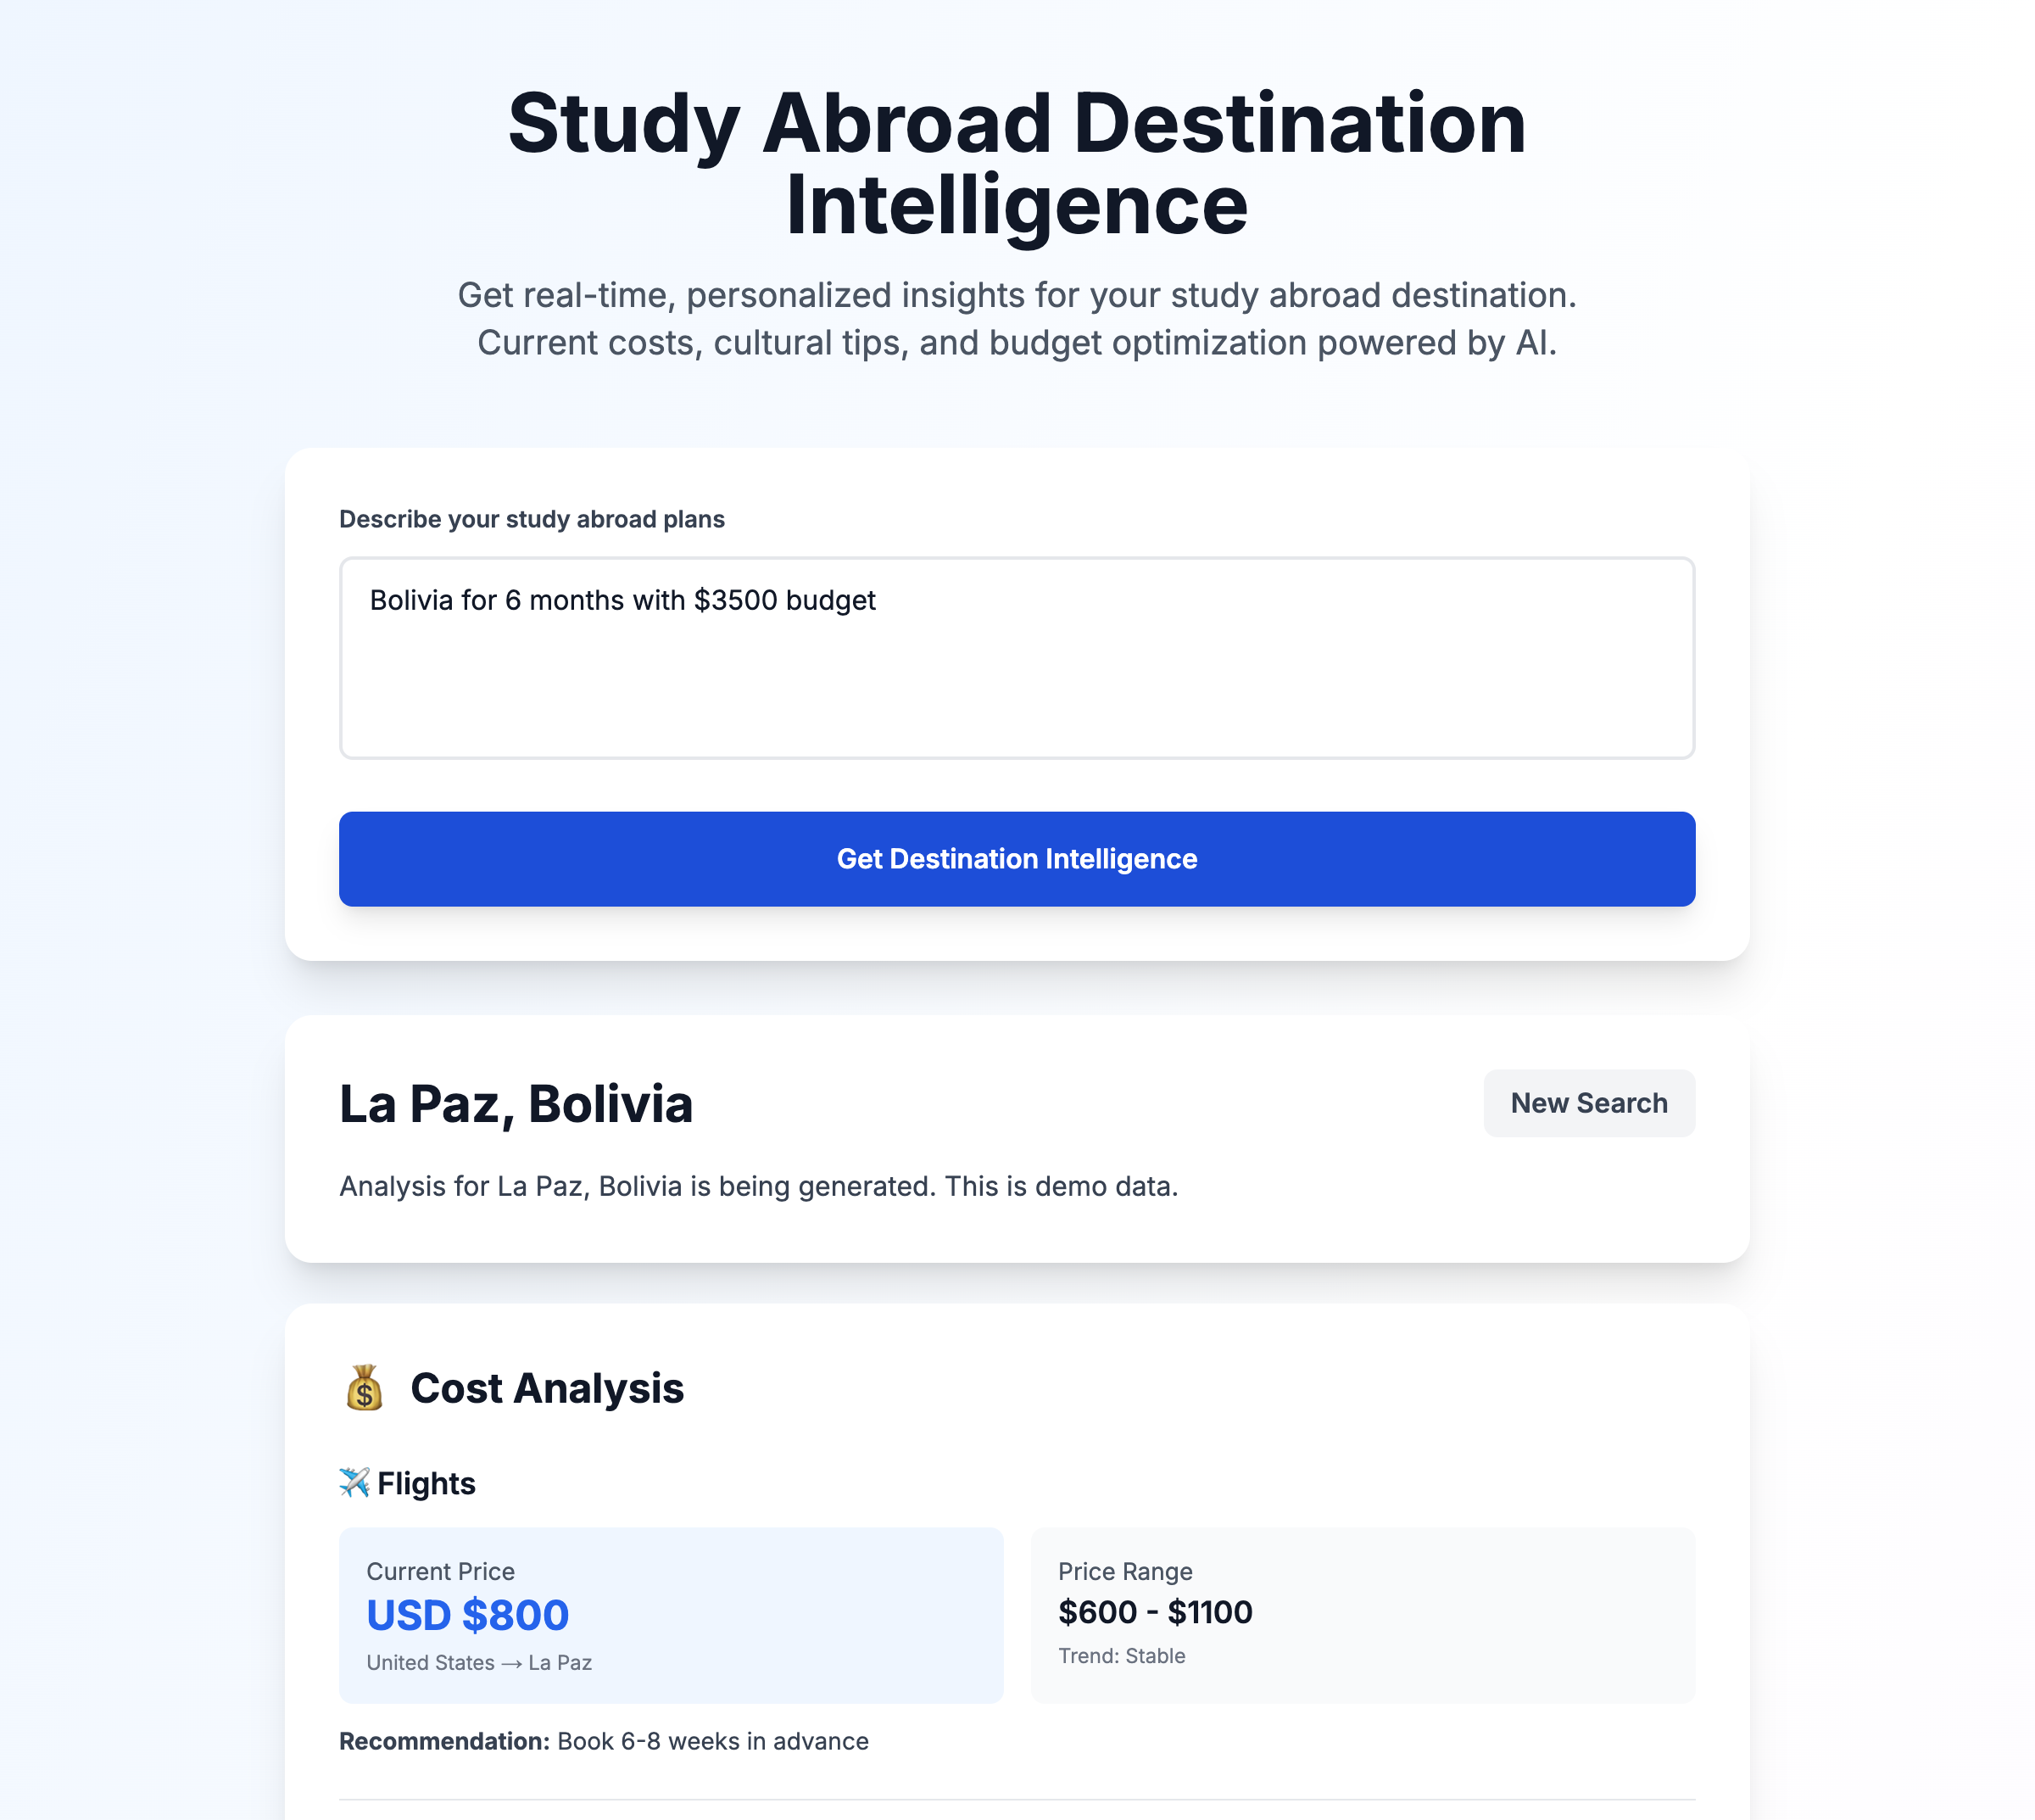 Study Abroad Destination
Intelligence
Get real-time, personalized insights for your study abroad destination.
Current costs, cultural tips, and budget optimization powered by AI.
Describe your study abroad plans
Bolivia for 6 months with $3500 budget
Get Destination Intelligence
La Paz, Bolivia
New Search
Analysis for La Paz, Bolivia is being generated. This is demo data.
Cost Analysis
Flights
Current Price
USD $800
United States → La Paz
Price Range
$600 - $1100
Trend: Stable
Recommendation: Book 6-8 weeks in advance